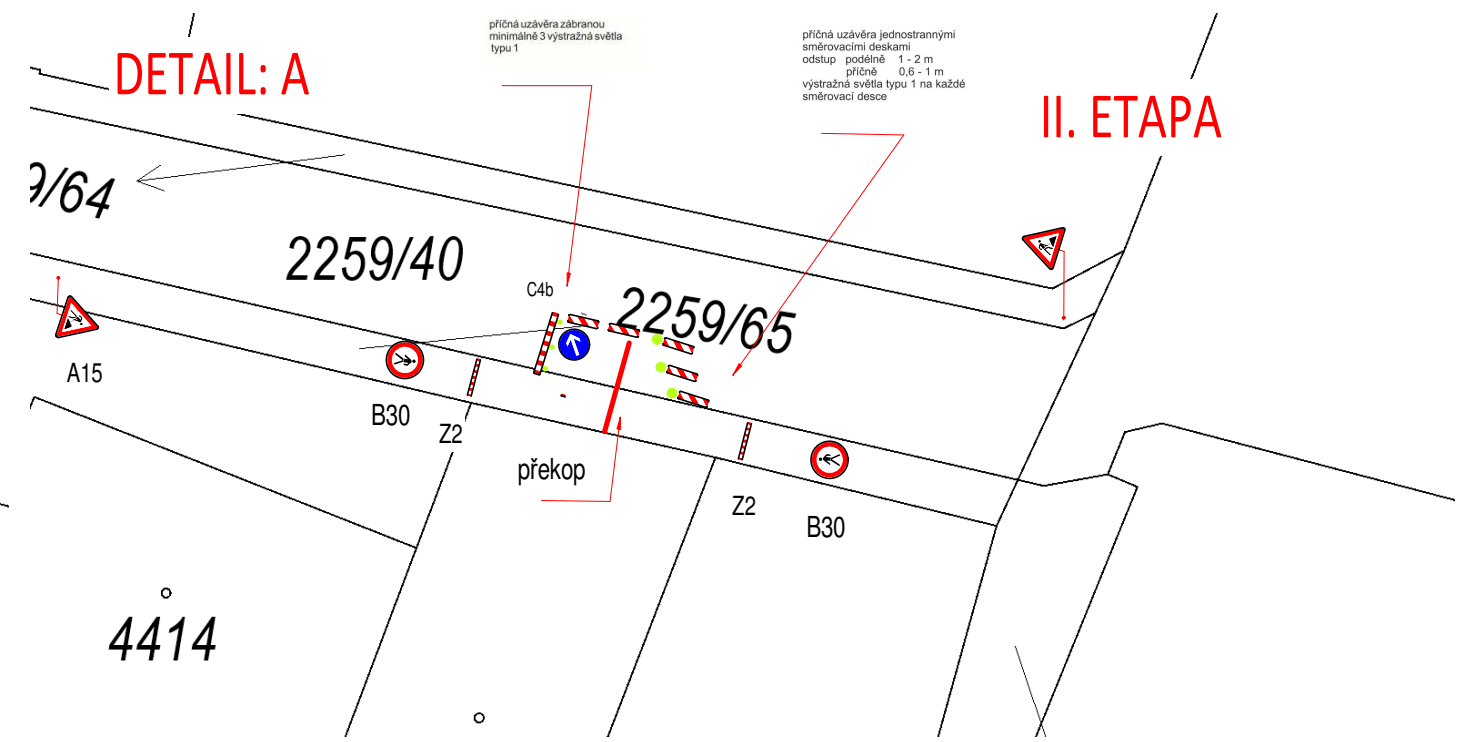 příčná uzávěra zábranou
minimálně 3 výstražná světla
typu 1
příčná uzávěra jednostrannými
směrovacími deskami
odstup podélně 1 - 2 m
příčně 0,6 - 1 m
výstražná světla typu 1 na každé
směrovací desce
DETAIL: A
II. ETAPA
9/64
2259/40
C4b
2259/65
A15
B30
Z2
překop
Z2
B30
4414